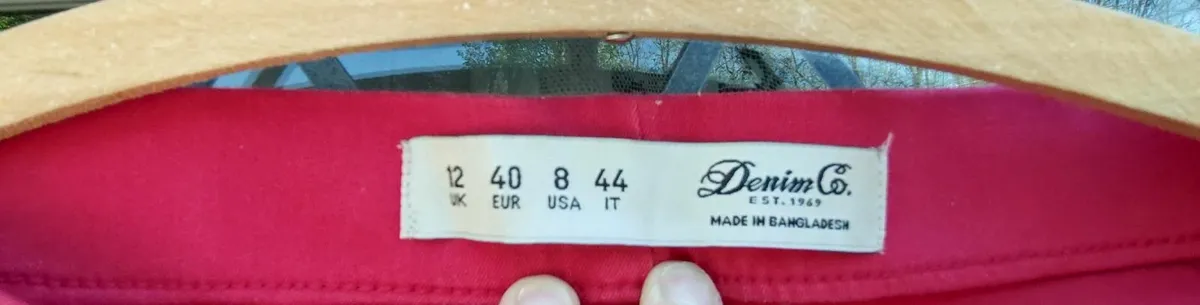 12 40 8 44
UK EUR USA IT
Denim Co.
EST. 1969
MADE IN BANGLADESH